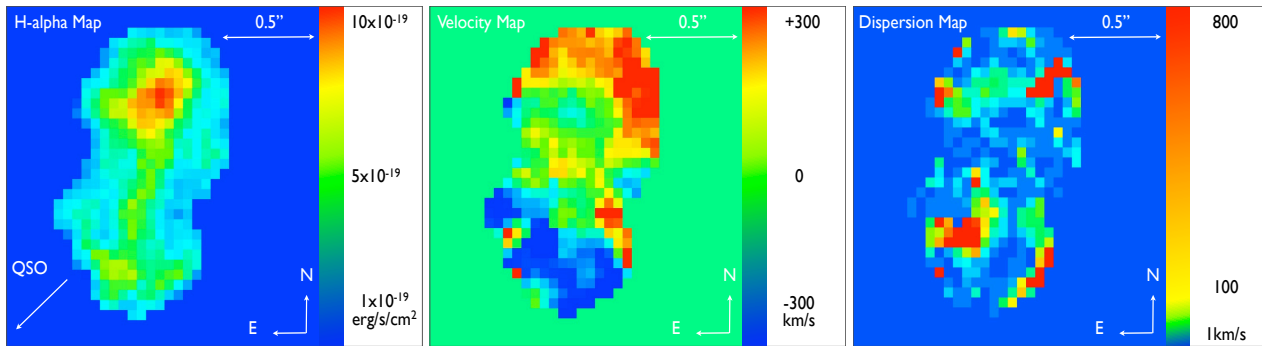 H-alpha Map
0.5”
10x10⁻¹⁹
5x10⁻¹⁹
1x10⁻¹⁹
erg/s/cm²
QSO
N
E
Velocity Map
0.5”
+300
0
-300
km/s
N
E
Dispersion Map
0.5”
800
100
1km/s
N
E